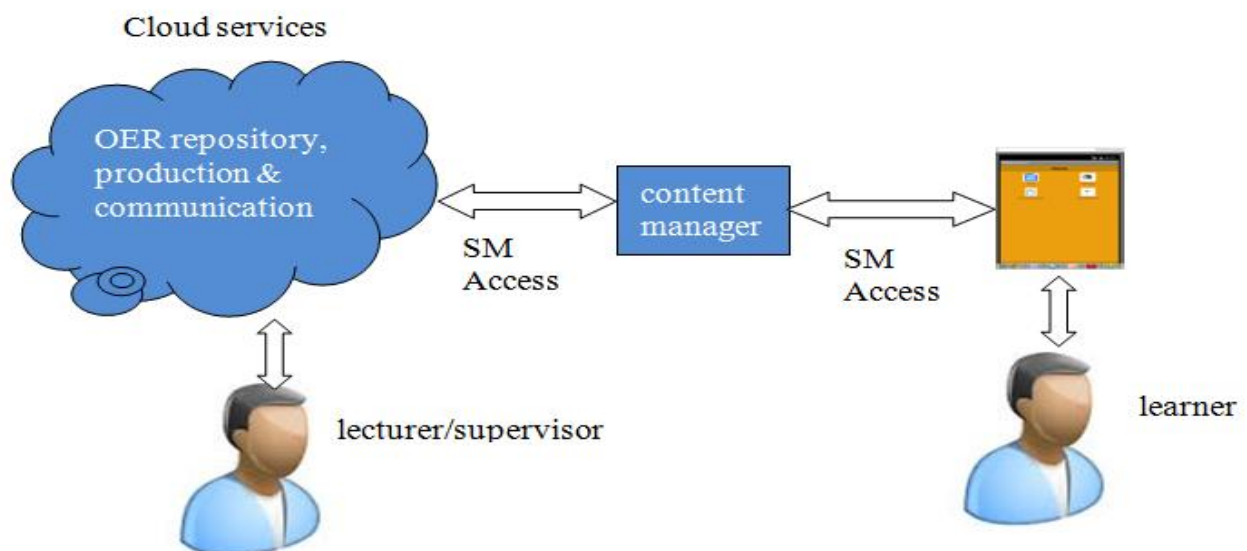 Cloud services
OER repository,
production &
communication
SM
Access
content
manager
SM
Access
lecturer/supervisor
learner